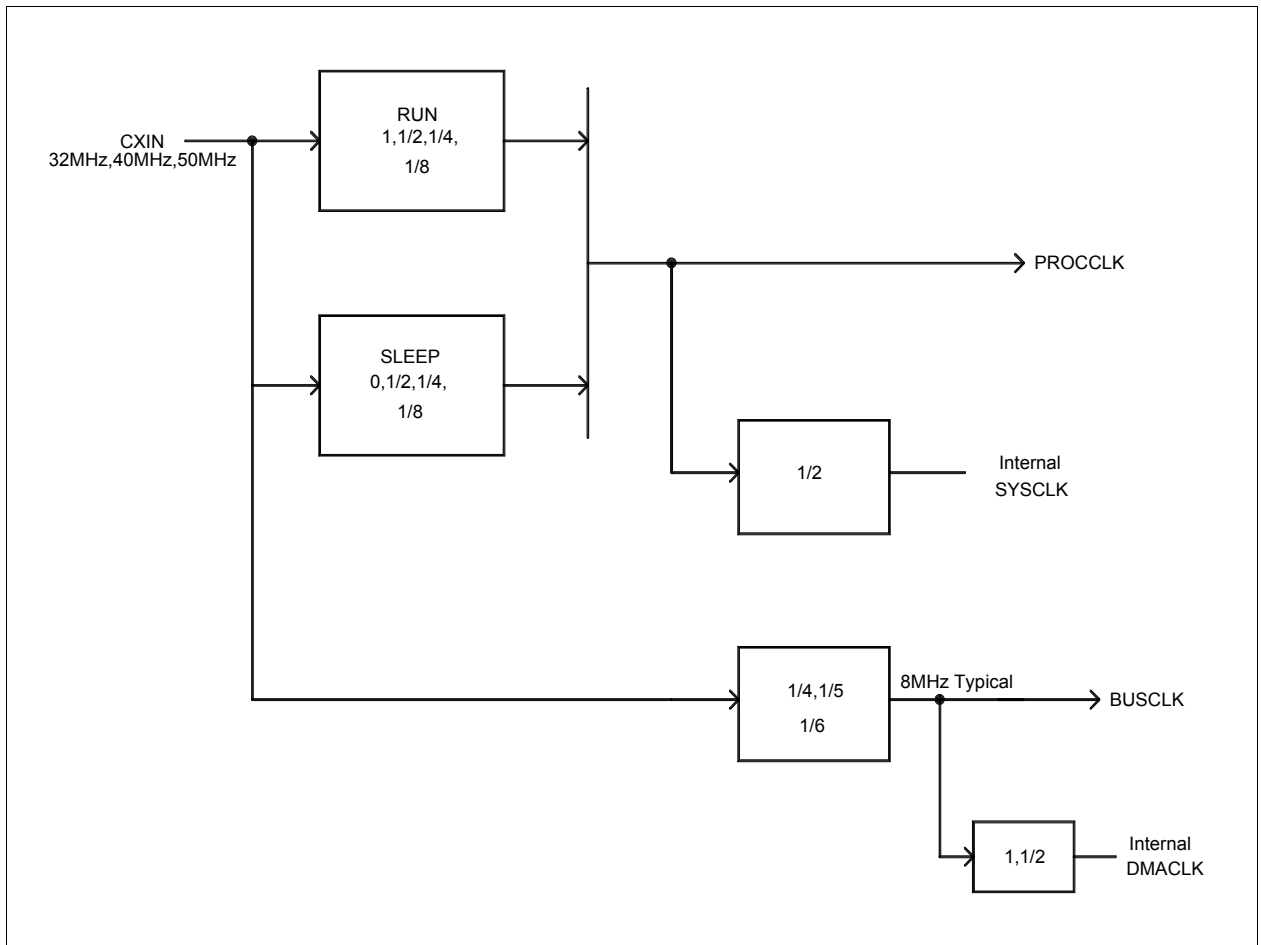 RUN
1,1/2,1/4,
1/8
CXIN
32MHz,40MHz,50MHz
PROCCLK
SLEEP
0,1/2,1/4,
1/8
1/2
Internal
SYSCLK
1/4,1/5
1/6
8MHz Typical
BUSCLK
1,1/2
Internal
DMACLK